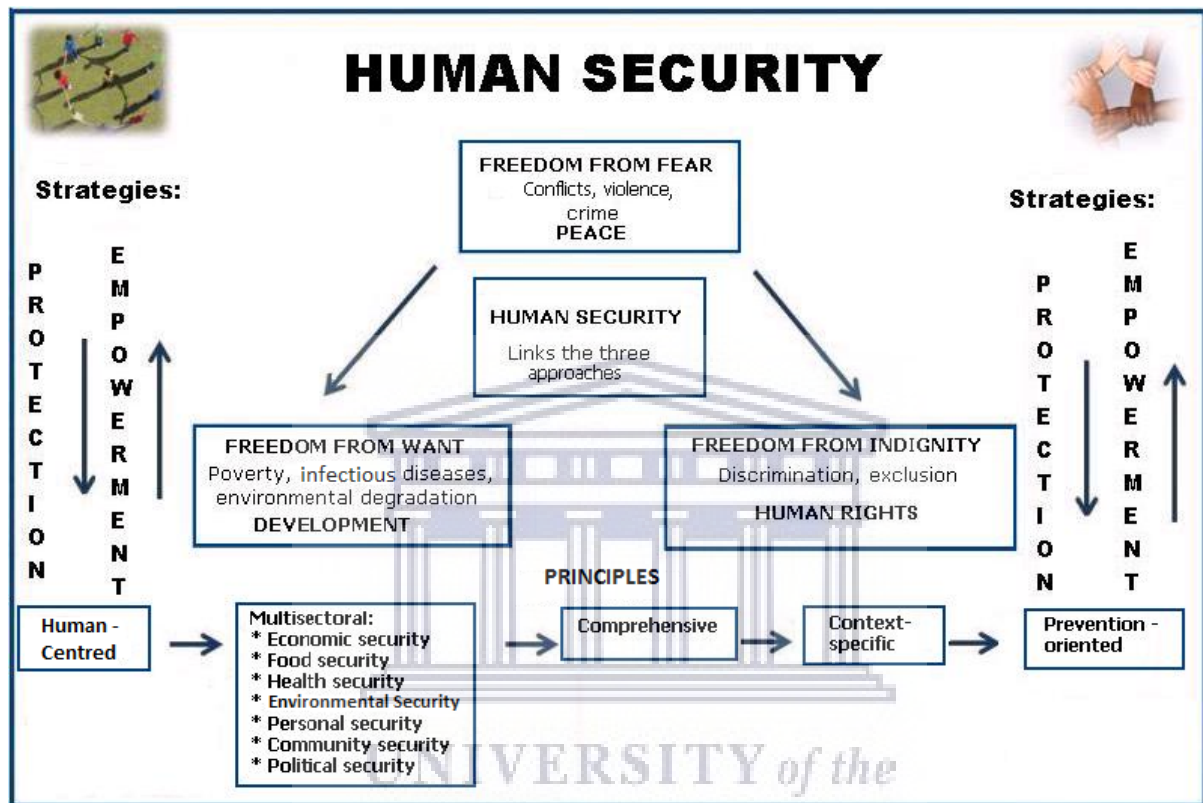 HUMAN SECURITY
Strategies:
PROTECTION
EMPOWERMENT
FREEDOM FROM FEAR
Conflicts, violence,
crime
PEACE
Strategies:
PROTECTION
EMPOWERMENT
HUMAN SECURITY
Links the three
approaches
FREEDOM FROM WANT
Poverty, infectious diseases,
environmental degradation
DEVELOPMENT
FREEDOM FROM INDIGNITY
Discrimination, exclusion
HUMAN RIGHTS
PRINCIPLES
Human -
Centred
Multisectoral:
* Economic security
* Food security
* Health security
* Environmental Security
* Personal security
* Community security
* Political security
Comprehensive
Context-
specific
Prevention -
oriented
UNIVERSITY of the